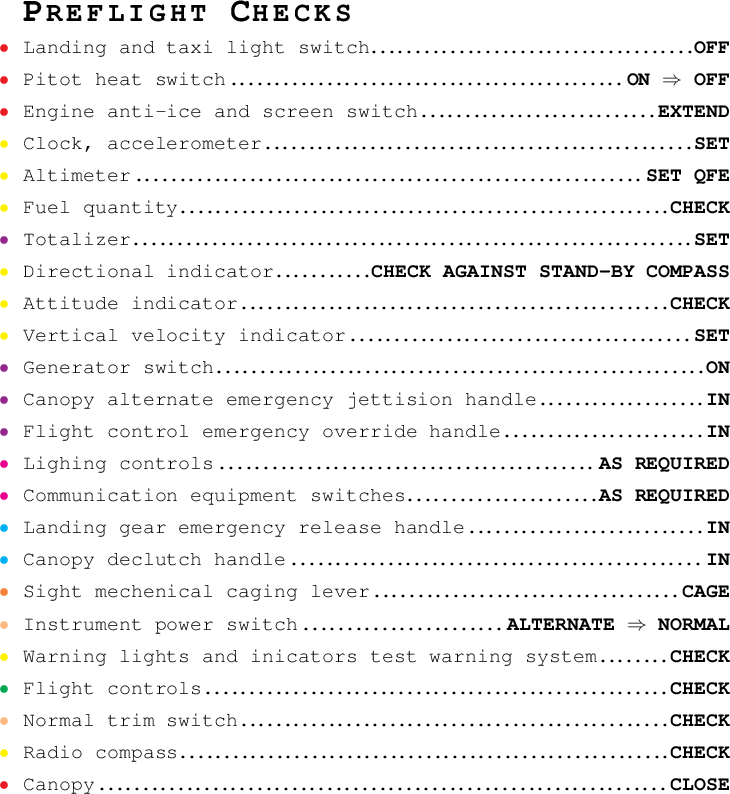 PREFLIGHT CHECKS
• Landing and taxi light switch.....................................OFF
• Pitot heat switch.............................................ON ⇒ OFF
• Engine anti-ice and screen switch...........................EXTEND
• Clock, accelerometer.................................................SET
• Altimeter..........................................................SET QFE
• Fuel quantity........................................................CHECK
• Totalizer................................................................SET
• Directional indicator...........CHECK AGAINST STAND-BY COMPASS
• Attitude indicator.................................................CHECK
• Vertical velocity indicator.......................................SET
• Generator switch........................................................ON
• Canopy alternate emergency jettision handle...................IN
• Flight control emergency override handle.......................IN
• Lighing controls...........................................AS REQUIRED
• Communication equipment switches......................AS REQUIRED
• Landing gear emergency release handle...........................IN
• Canopy declutch handle...............................................IN
• Sight mechenical caging lever...................................CAGE
• Instrument power switch.......................ALTERNATE ⇒ NORMAL
• Warning lights and inicators test warning system........CHECK
• Flight controls.....................................................CHECK
• Normal trim switch.................................................CHECK
• Radio compass........................................................CHECK
• Canopy.................................................................CLOSE